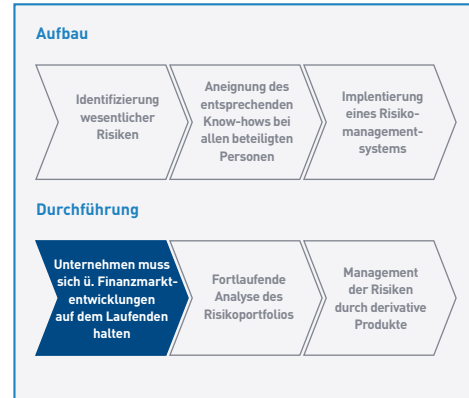 Aufbau
Identifizierung
wesentlicher
Risiken
Aneignung des
entsprechenden
Know-hows bei
allen beteiligten
Personen
Implentierung
eines Risiko-
management-
systems
Durchführung
Unternehmen muss
sich ü. Finanzmarkt-
entwicklungen
auf dem Laufenden
halten
Fortlaufende
Analyse des
Risikoportfolios
Management
der Risiken
durch derivative
Produkte